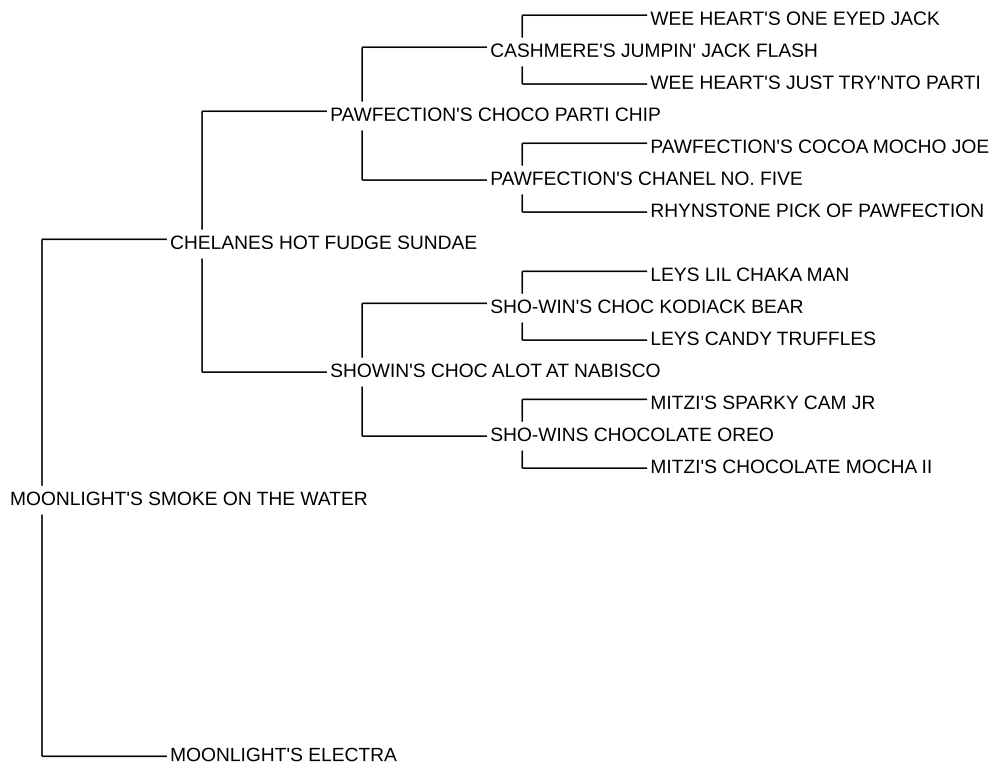 WEE HEART'S ONE EYED JACK
CASHMERE'S JUMPIN' JACK FLASH
WEE HEART'S JUST TRY'NTO PARTI
PAWFECTION'S CHOCO PARTI CHIP
PAWFECTION'S COCOA MOCHO JOE
PAWFECTION'S CHANEL NO. FIVE
RHYNSTONE PICK OF PAWFECTION
CHELANES HOT FUDGE SUNDAE
LEYS LIL CHAKA MAN
SHO-WIN'S CHOC KODIACK BEAR
LEYS CANDY TRUFFLES
SHOWIN'S CHOC ALOT AT NABISCO
MITZI'S SPARKY CAM JR
SHO-WINS CHOCOLATE OREO
MITZI'S CHOCOLATE MOCHA II
MOONLIGHT'S SMOKE ON THE WATER
MOONLIGHT'S ELECTRA